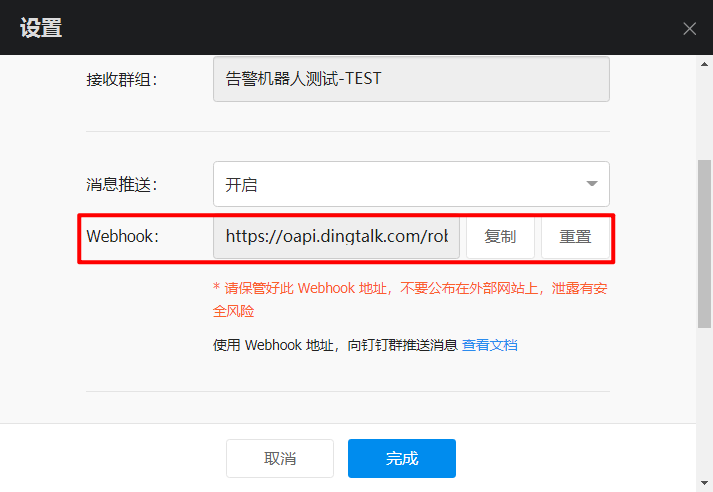 设置
接收群组： 告警机器人测试-TEST
消息推送： 开启
Webhook： https://oapi.dingtalk.com/rob 复制 重置
* 请保管好此 Webhook 地址，不要公布在外部网站上，泄露有安
全风险
使用 Webhook 地址，向钉钉群推送消息 查看文档
取消 完成